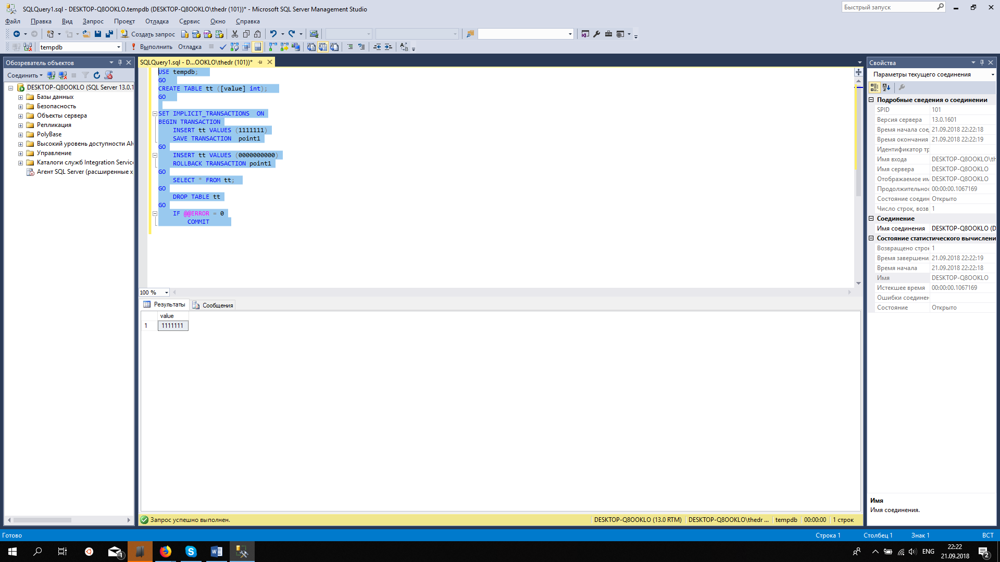 SQLQuery1.sql - DESKTOP-Q8OOKLO.tempdb (DESKTOP-Q8OOKLO\thedr (101))* - Microsoft SQL Server Management Studio
Быстрый запуск
Файл Правка Вид Запрос Проект Отладка Сервис Окно Справка
Создать запрос
tempdb
Выполнить Отладка
Обозреватель объектов
Соединить
DESKTOP-Q8OOKLO (SQL Server 13.0.1
Базы данных
Безопасность
Объекты сервера
Репликация
PolyBase
Высокий уровень доступности Al
Управление
Каталоги служб Integration Servic
Агент SQL Server (расширенные х
SQLQuery1.sql - D...OOKLO\thedr (101))*
USE tempdb;
GO
CREATE TABLE tt ([value] int);
GO
SET IMPLICIT_TRANSACTIONS  ON
BEGIN TRANSACTION
INSERT tt VALUES (1111111)
SAVE TRANSACTION  point1
GO
INSERT tt VALUES (0000000000)
ROLLBACK TRANSACTION point1
GO
SELECT * FROM tt;
GO
DROP TABLE tt
GO
IF @@ERROR = 0
COMMIT
100 %
Результаты Сообщения
value
1 1111111
Запрос успешно выполнен.
DESKTOP-Q8OOKLO (13.0 RTM) DESKTOP-Q8OOKLO\thedr ... tempdb 00:00:00 1 строк
Свойства
Параметры текущего соединения
Подробные сведения о соединении
SPID 101
Версия сервера 13.0.1601
Время начала сое, 21.09.2018 22:22:18
Время окончания 21.09.2018 22:22:19
Идентификатор тр
Имя входа DESKTOP-Q8OOKLO\th
Имя сервера DESKTOP-Q8OOKLO
Отображаемое им DESKTOP-Q8OOKLO
Продолжительнос 00:00:00.1067169
Состояние соедин Открыто
Число строк, возв 1
Соединение
Имя соединения DESKTOP-Q8OOKLO (D
Состояние статистического вычислени
Возвращено строк 1
Время завершени 21.09.2018 22:22:19
Время начала 21.09.2018 22:22:18
Имя DESKTOP-Q8OOKLO
Истекшее время 00:00:00.1067169
Ошибки соединен
Состояние Открыто
Имя
Имя соединения.
Готово
Строка 1 Столбец 1 Знак 1 ВСТ
1
ENG
22:22
21.09.2018
2